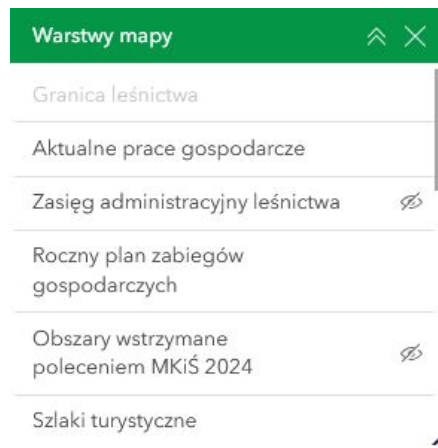 Warstwy mapy
Granica leśnictwa
Aktualne prace gospodarcze
Zasięg administracyjny leśnictwa
Roczny plan zabiegów
gospodarczych
Obszary wstrzymane
poleceniem MKiŚ 2024
Szlaki turystyczne